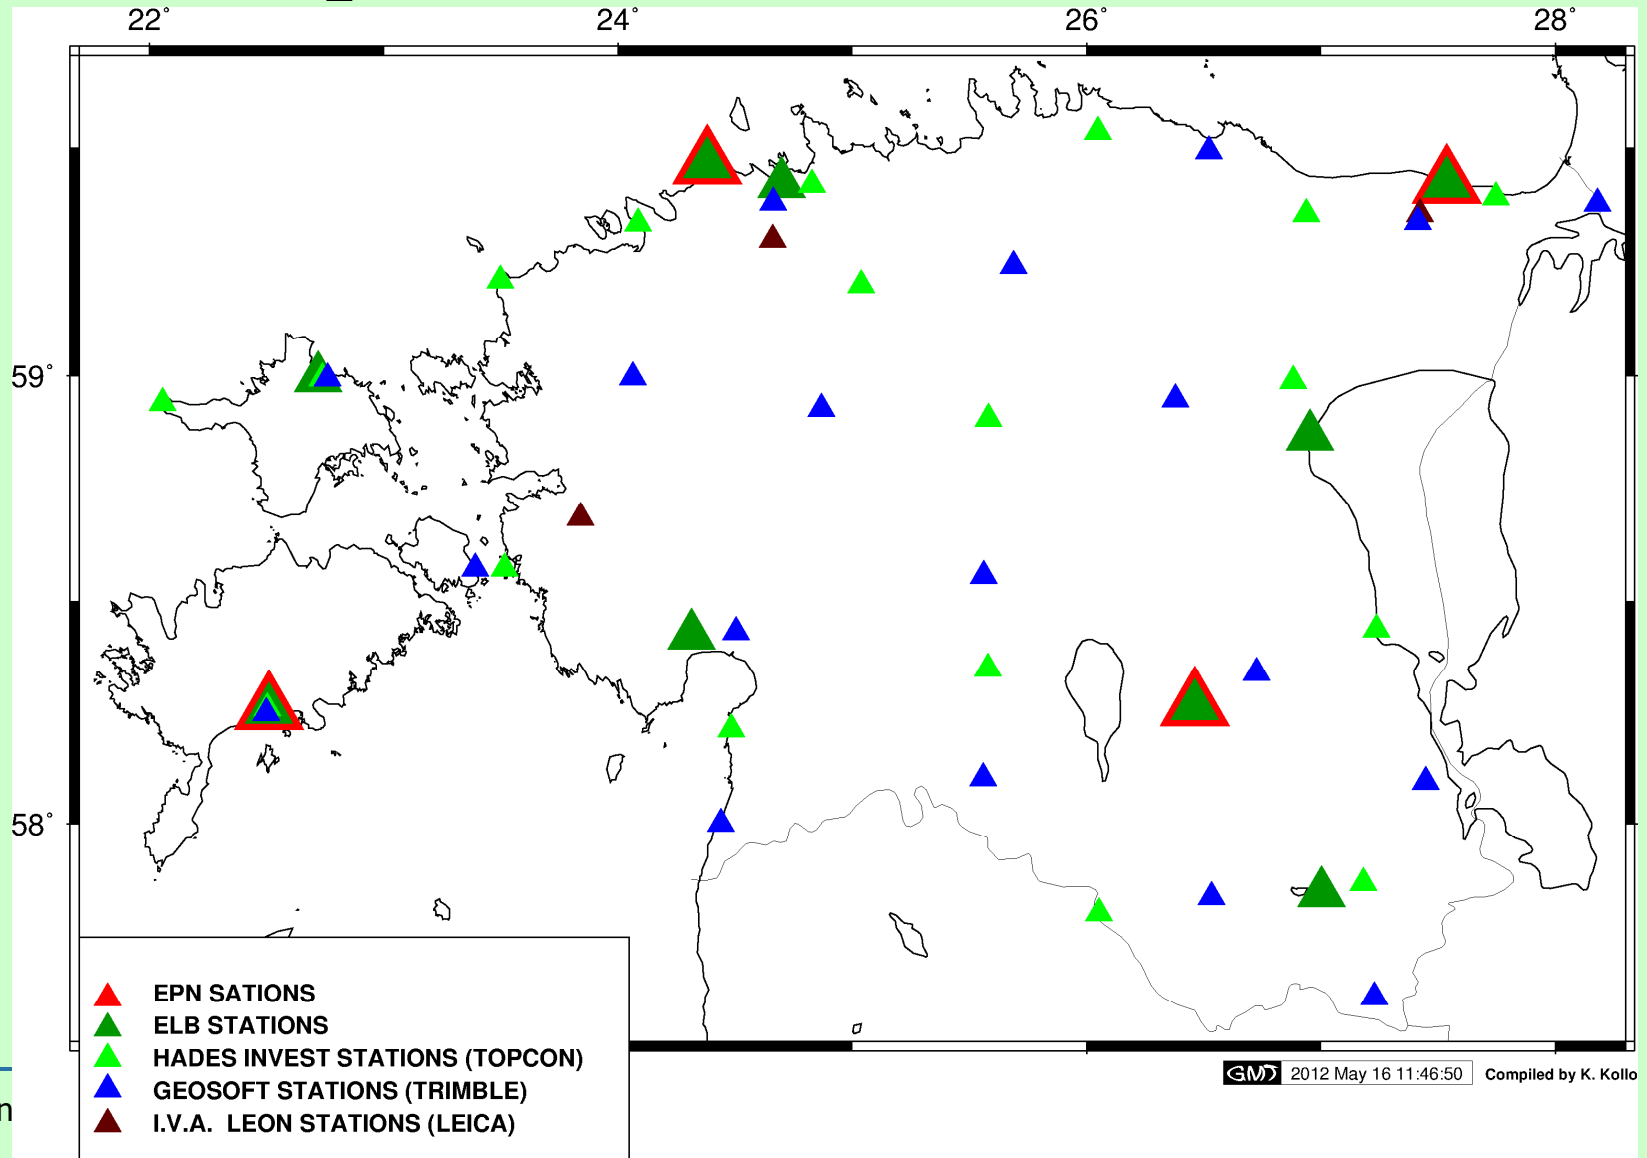 22° 24° 26° 28°
59°
58°
EPN SATIONS
ELB STATIONS
HADES INVEST STATIONS (TOPCON)
GEOSOFT STATIONS (TRIMBLE)
I.V.A. LEON STATIONS (LEICA)
GMT 2012 May 16 11:46:50 Compiled by K. Kollo
n